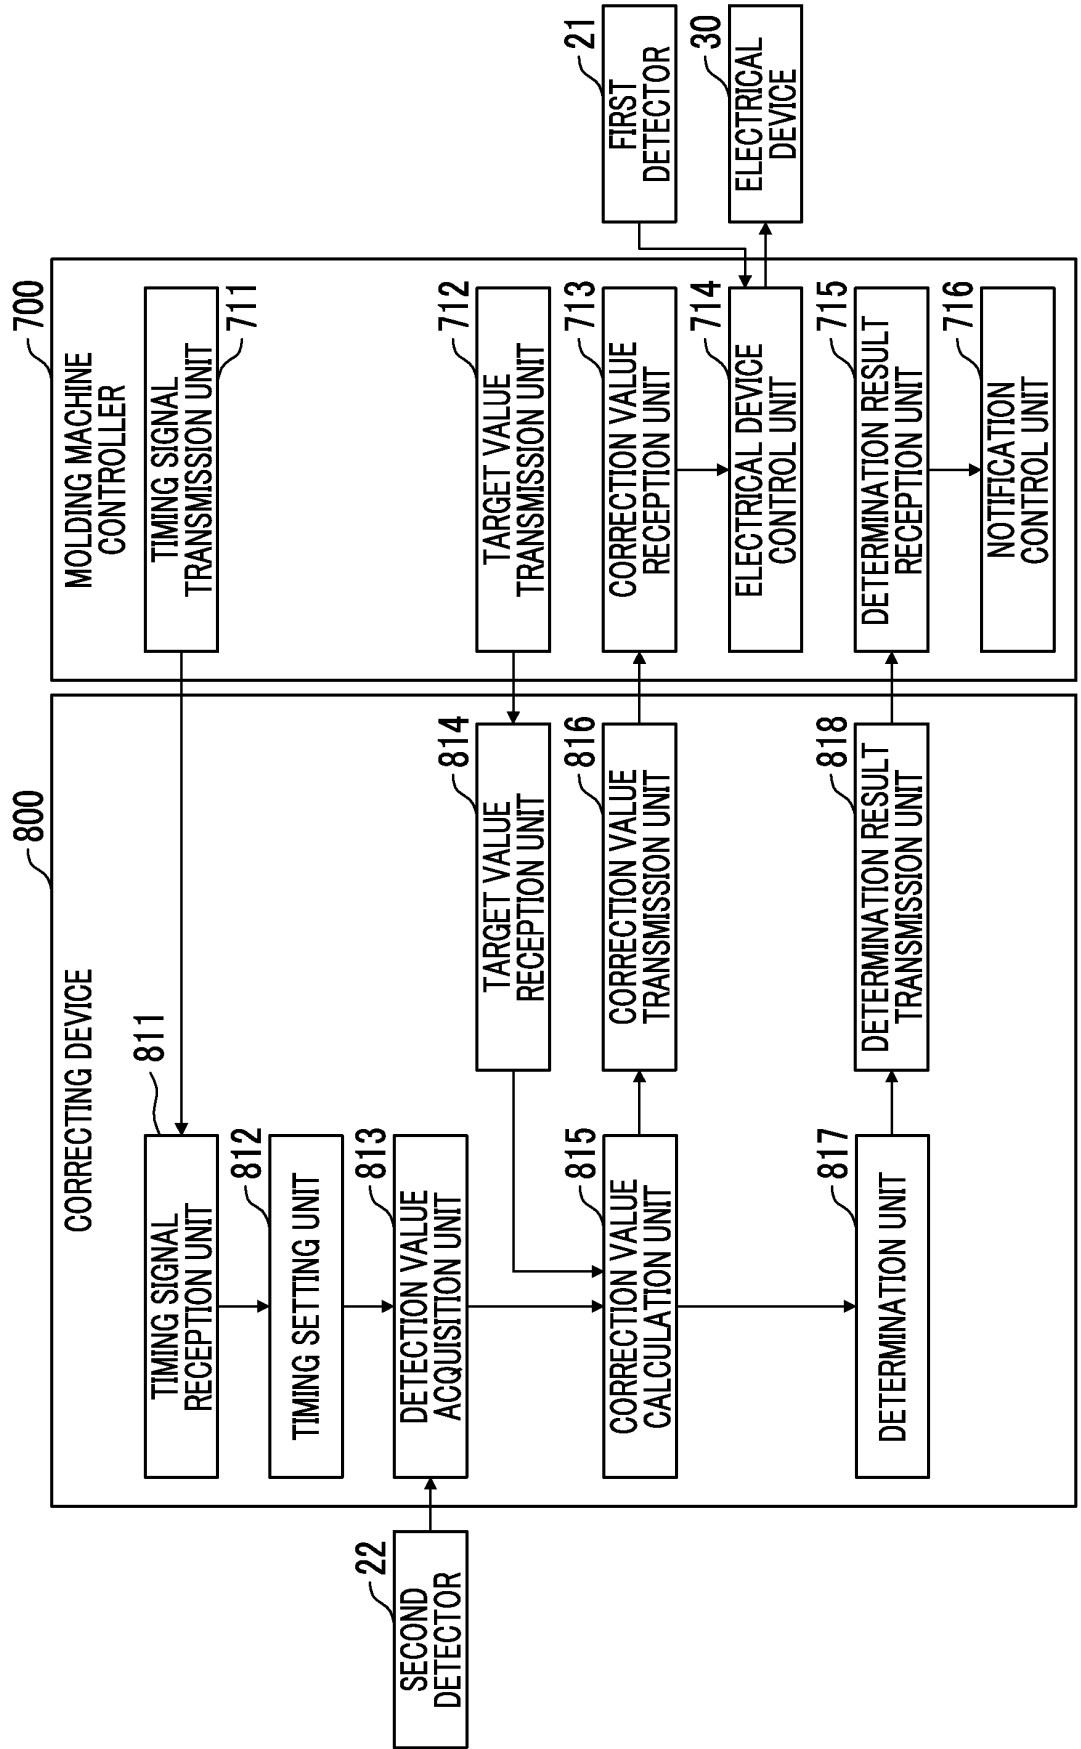 800
CORRECTING DEVICE
811
TIMING SIGNAL
RECEPTION UNIT
812
TIMING SETTING UNIT
22
SECOND
DETECTOR
813
DETECTION VALUE
ACQUISITION UNIT
814
TARGET VALUE
RECEPTION UNIT
815
CORRECTION VALUE
CALCULATION UNIT
816
CORRECTION VALUE
TRANSMISSION UNIT
817
DETERMINATION UNIT
818
DETERMINATION RESULT
TRANSMISSION UNIT
700
MOLDING MACHINE
CONTROLLER
711
TIMING SIGNAL
TRANSMISSION UNIT
712
TARGET VALUE
TRANSMISSION UNIT
713
CORRECTION VALUE
RECEPTION UNIT
714
ELECTRICAL DEVICE
CONTROL UNIT
715
DETERMINATION RESULT
RECEPTION UNIT
716
NOTIFICATION
CONTROL UNIT
21
FIRST
DETECTOR
30
ELECTRICAL
DEVICE